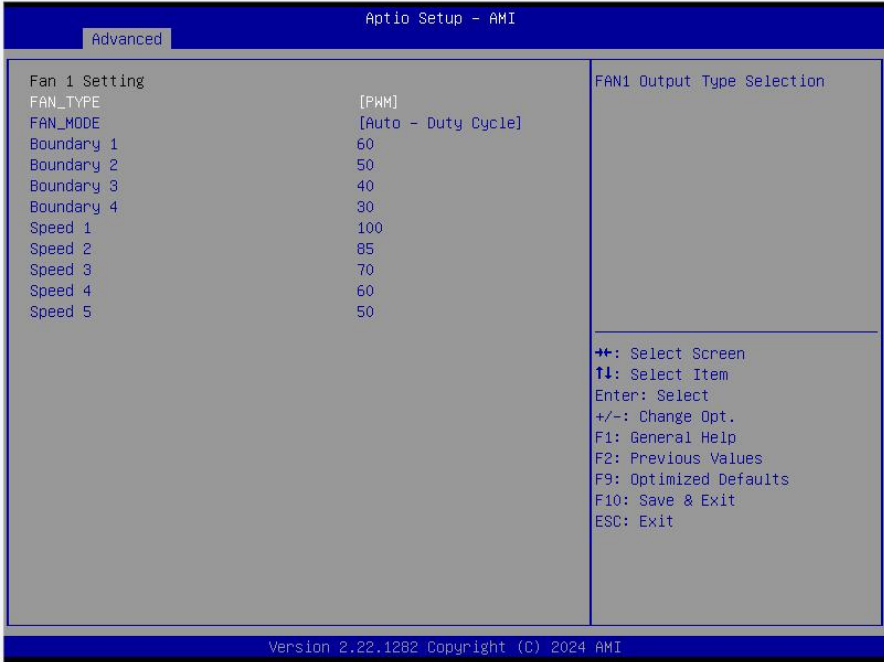 Aptio Setup – AMI
Advanced
Fan 1 Setting
FAN_TYPE [PWM]
FAN_MODE [Auto – Duty Cycle]
Boundary 1 60
Boundary 2 50
Boundary 3 40
Boundary 4 30
Speed 1 100
Speed 2 85
Speed 3 70
Speed 4 60
Speed 5 50
FAN1 Output Type Selection
→←: Select Screen
↑↓: Select Item
Enter: Select
+/-: Change Opt.
F1: General Help
F2: Previous Values
F9: Optimized Defaults
F10: Save & Exit
ESC: Exit
Version 2.22.1282 Copyright (C) 2024 AMI